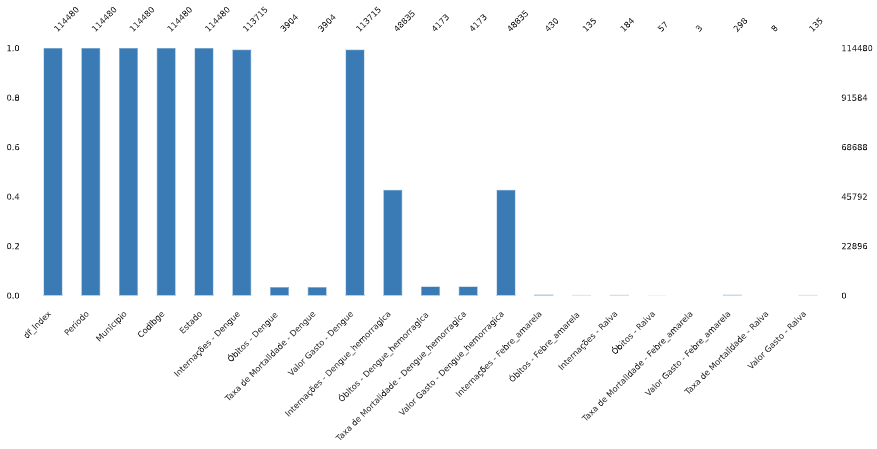 114480
114480
114480
114480
114480
113715
3904
3904
113715
48835
4173
4173
48835
430
135
184
57
3
298
8
135
1.0
0.8
0.6
0.4
0.2
0.0
114480
91584
68688
45792
22896
0
df_index
Período
Município
Codibge
Estado
Internações - Dengue
Óbitos - Dengue
Taxa de Mortalidade - Dengue
Valor Gasto - Dengue
Internações - Dengue_hemorragica
Óbitos - Dengue_hemorragica
Taxa de Mortalidade - Dengue_hemorragica
Valor Gasto - Dengue_hemorragica
Internações - Febre_amarela
Óbitos - Febre_amarela
Internações - Raiva
Óbitos - Raiva
Taxa de Mortalidade - Febre_amarela
Valor Gasto - Febre_amarela
Taxa de Mortalidade - Raiva
Valor Gasto - Raiva